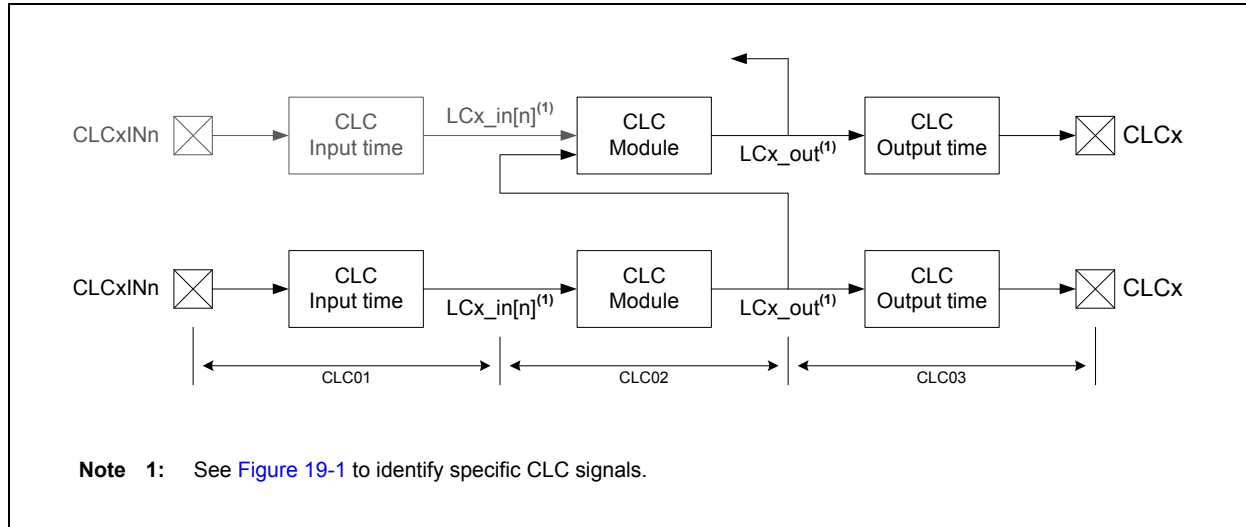 CLCxINn
CLC
Input time
LCx_in[n](1)
CLC
Module
LCx_out(1)
CLC
Output time
CLCx
CLCxINn
CLC
Input time
LCx_in[n](1)
CLC
Module
LCx_out(1)
CLC
Output time
CLCx
CLC01
CLC02
CLC03
Note 1: See Figure 19-1 to identify specific CLC signals.